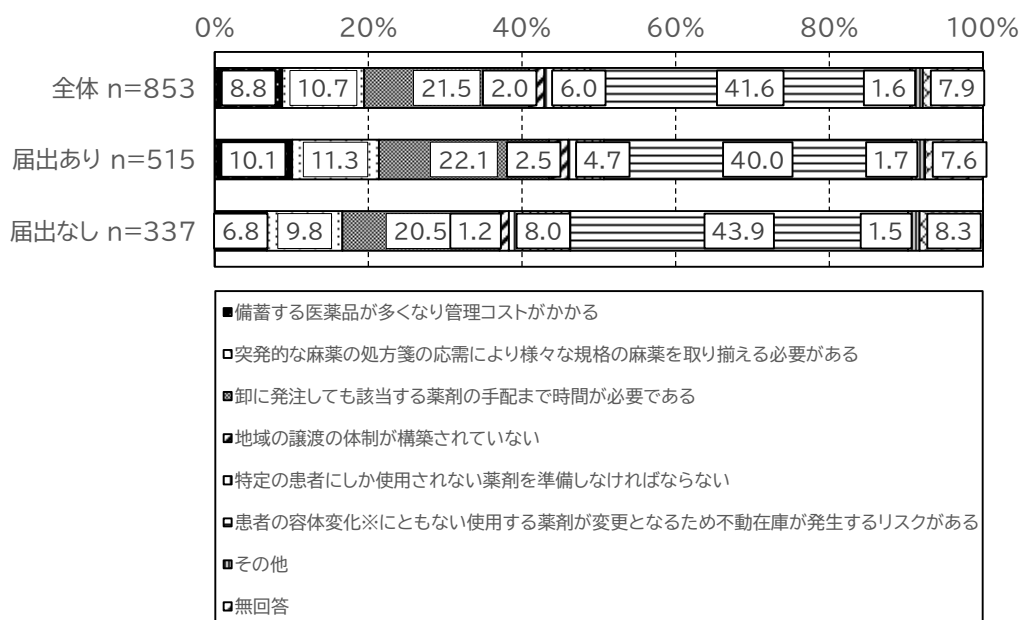 0% 20% 40% 60% 80% 100%
全体 n=853 8.8 10.7 21.5 2.0 6.0 41.6 1.6 7.9
届出あり n=515 10.1 11.3 22.1 2.5 4.7 40.0 1.7 7.6
届出なし n=337 6.8 9.8 20.5 1.2 8.0 43.9 1.5 8.3
備蓄する医薬品が多くなり管理コストがかかる
突発的な麻薬の処方箋の応需により様々な規格の麻薬を取り揃える必要がある
卸に発注しても該当する薬剤の手配まで時間が必要である
地域の譲渡の体制が構築されていない
特定の患者にしか使用されない薬剤を準備しなければならない
患者の容体変化※にともない使用する薬剤が変更となるため不動在庫が発生するリスクがある
その他
無回答